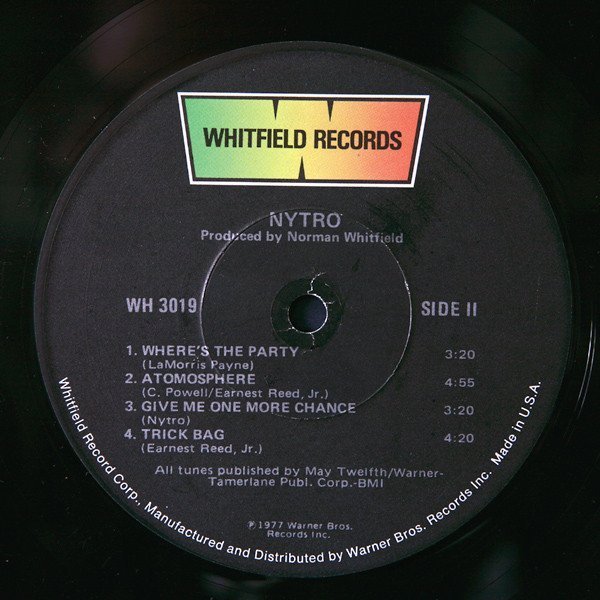 WHITFIELD RECORDS
NYTRO
Produced by Norman Whitfield
WH 3019
SIDE II
1. WHERE'S THE PARTY 3:20
(LaMorris Payne)
2. ATOMOSPHERE 4:55
(C. Powell/Earnest Reed, Jr.)
3. GIVE ME ONE MORE CHANCE 3:20
(Nytro)
4. TRICK BAG 4:20
(Earnest Reed, Jr.)
All tunes published by May Twelfth/Warner-
Tamerlane Publ. Corp.-BMI
℗1977 Warner Bros.
Records Inc.
Whitfield Record Corp., Manufactured and Distributed by Warner Bros. Records Inc. Made in U.S.A.